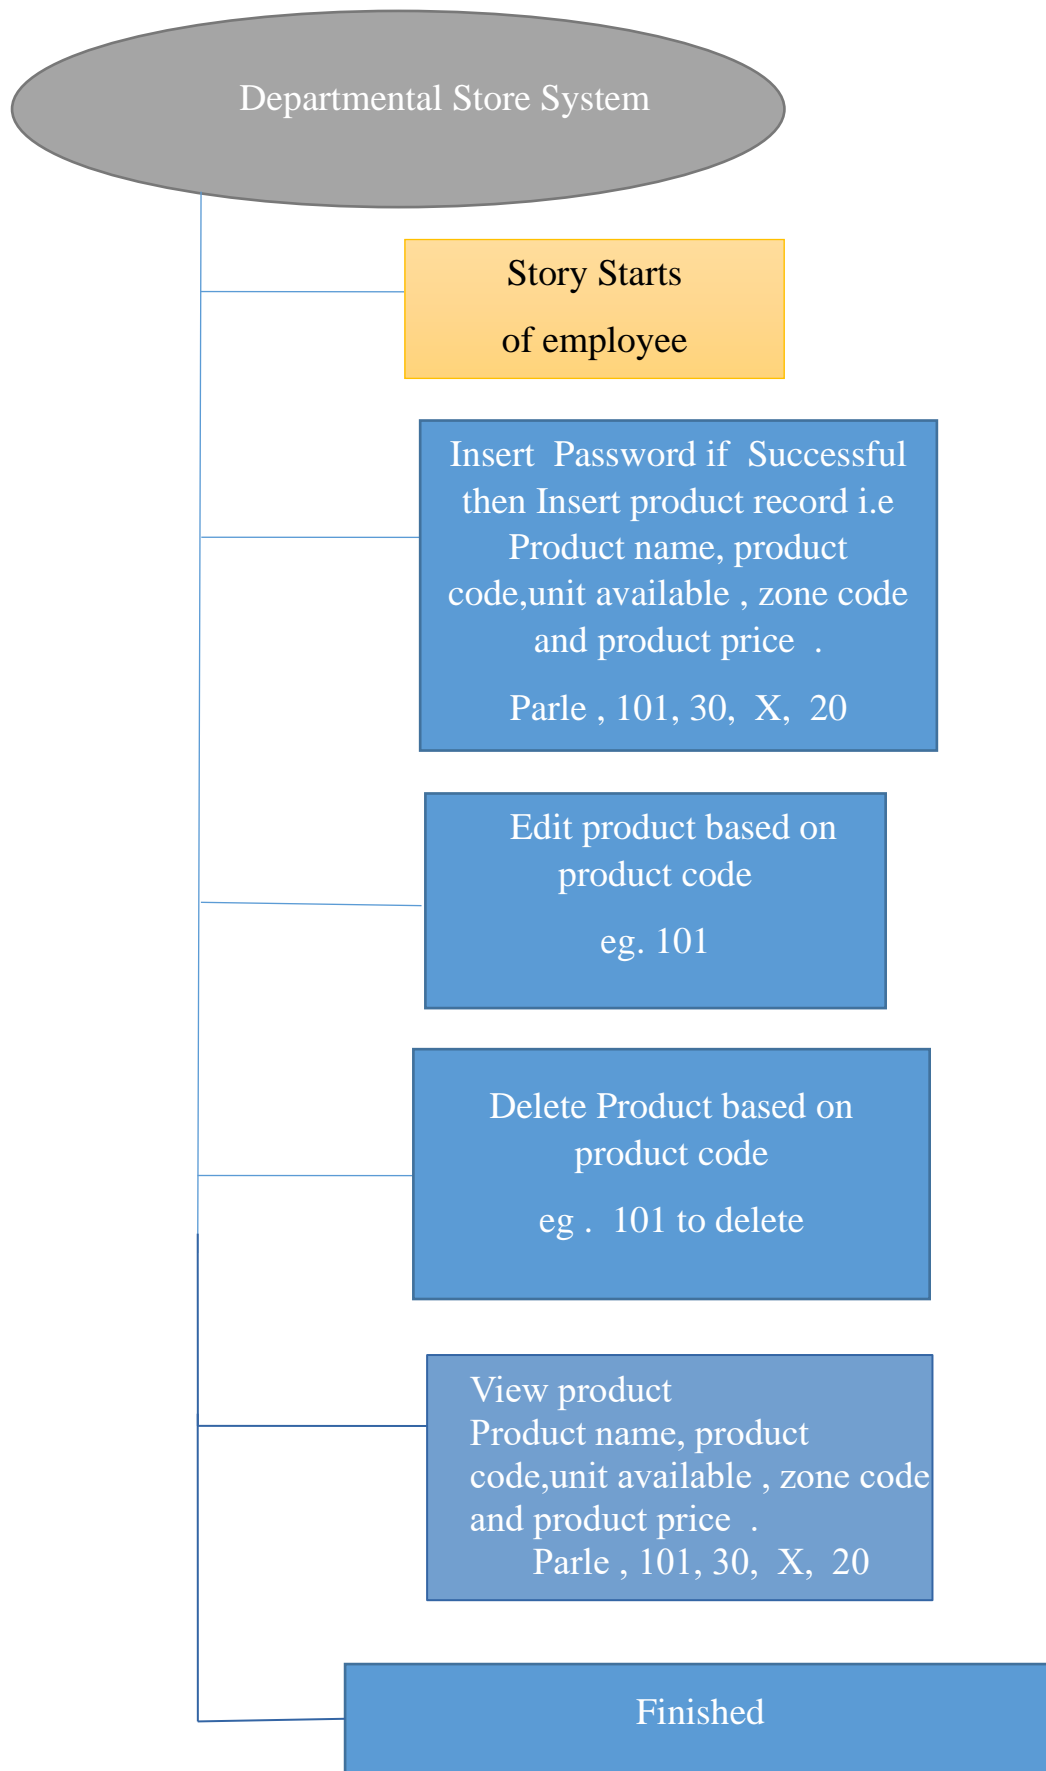 Departmental Store System
Story Starts
of employee
Insert  Password if  Successful
then Insert product record i.e
Product name, product
code,unit available , zone code
and product price  .
Parle , 101, 30,  X,  20
Edit product based on
product code
eg. 101
Delete Product based on
product code
eg .  101 to delete
View product
Product name, product
code,unit available , zone code
and product price  .
Parle , 101, 30,  X,  20
Finished